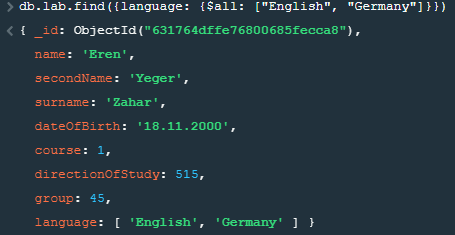 > db.lab.find({language: {$all: ["English", "Germany"]}})
< { _id: ObjectId("631764dffe76800685fecca8"),
name: 'Eren',
secondName: 'Yeger',
surname: 'Zahar',
dateOfBirth: '18.11.2000',
course: 1,
directionOfStudy: 515,
group: 45,
language: [ 'English', 'Germany' ] }